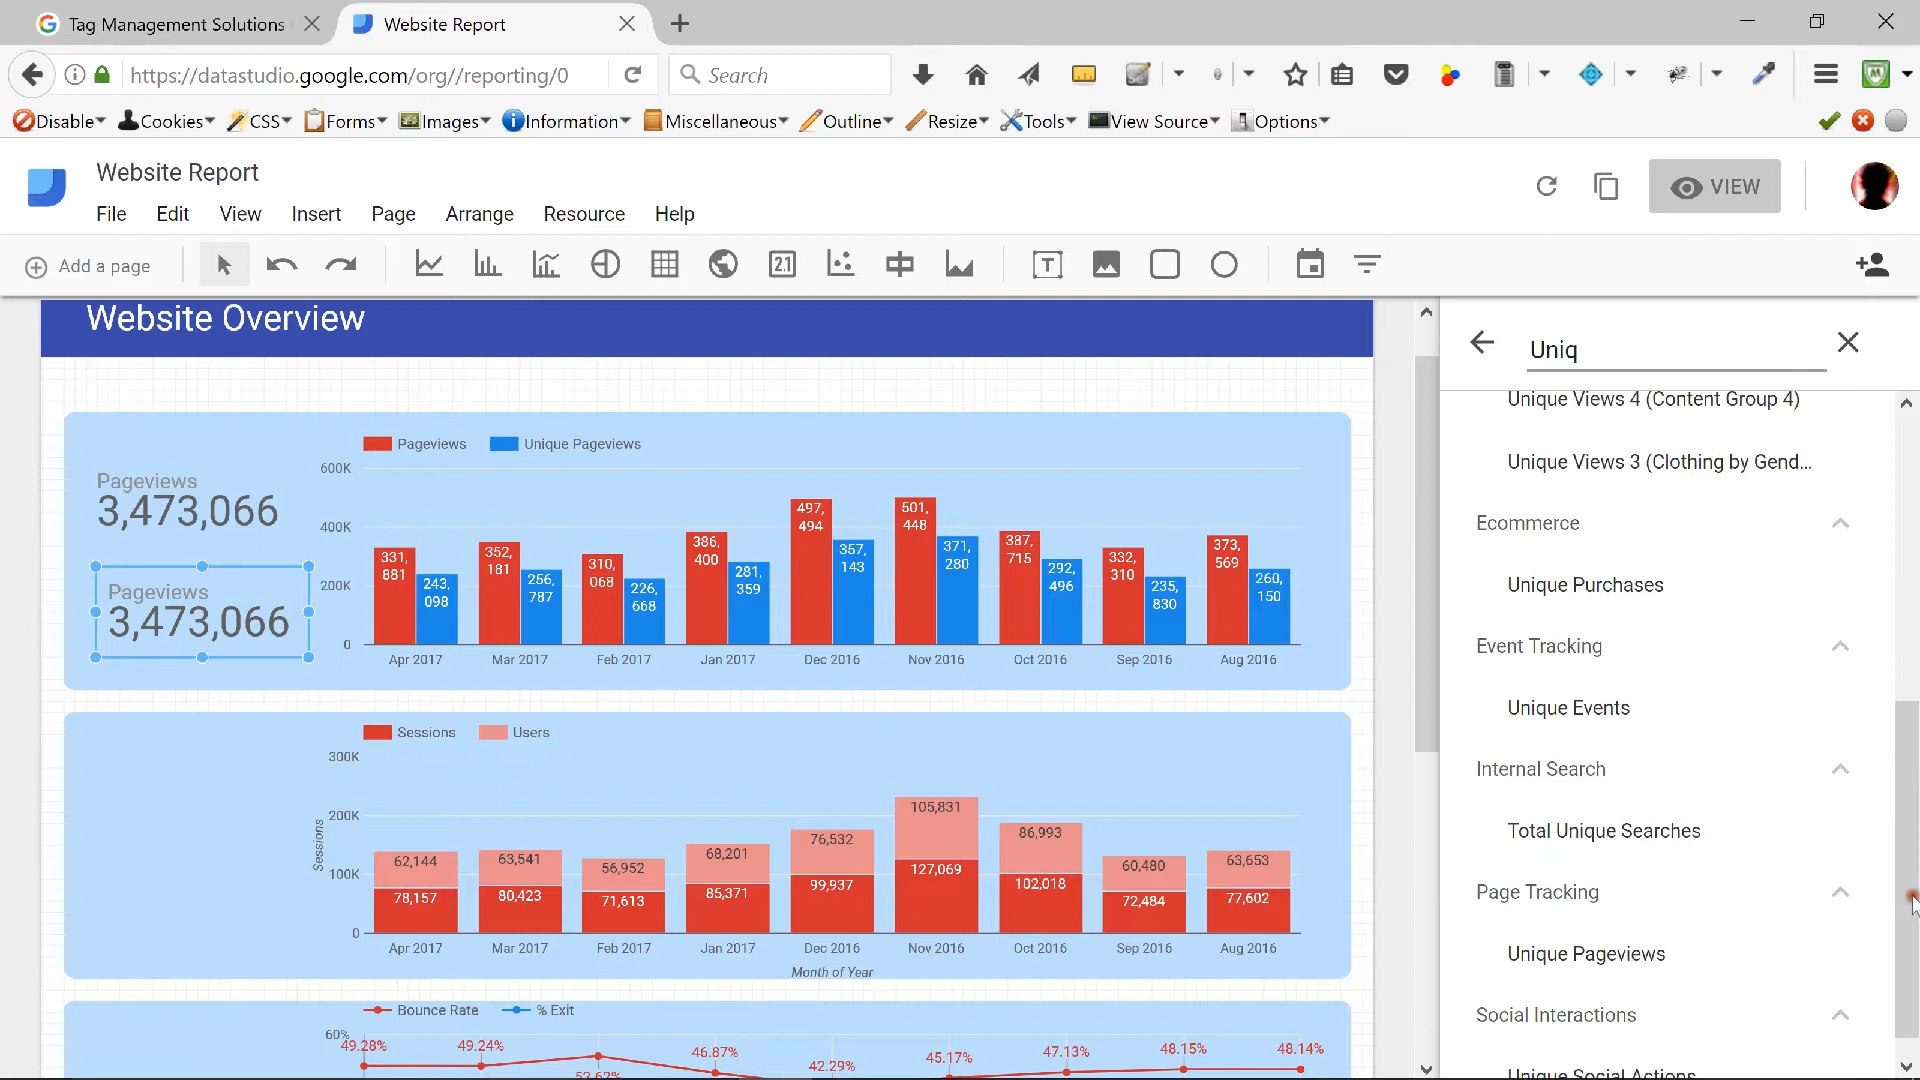 Tag Management Solutions
Website Report
https://datastudio.google.com/org//reporting/0
Search
Disable
Cookies
CSS
Forms
Images
Information
Miscellaneous
Outline
Resize
Tools
View Source
Options
Website Report
VIEW
File Edit View Insert Page Arrange Resource Help
Add a page
21
T
Website Overview
Uniq
Pageviews
3,473,066
Pageviews
3,473,066
Pageviews Unique Pageviews
600K
400K
200K
0
331,
881
243,
098
352,
181
256,
787
310,
068
226,
668
386,
400
281,
359
497,
494
357,
143
501,
448
371,
280
387,
715
292,
496
332,
310
235,
830
373,
569
260,
150
Apr 2017 Mar 2017 Feb 2017 Jan 2017 Dec 2016 Nov 2016 Oct 2016 Sep 2016 Aug 2016
Sessions Users
300K
200K
100K
0
Sessions
62,144 63,541 56,952 68,201 76,532 105,831 86,993 60,480 63,653
78,157 80,423 71,613 85,371 99,937 127,069 102,018 72,484 77,602
Apr 2017 Mar 2017 Feb 2017 Jan 2017 Dec 2016 Nov 2016 Oct 2016 Sep 2016 Aug 2016
Month of Year
Bounce Rate % Exit
60%
49.28% 49.24% 52.62% 46.87% 42.29% 45.17% 47.13% 48.15% 48.14%
Unique Views 4 (Content Group 4)
Unique Views 3 (Clothing by Gend...
Ecommerce
Unique Purchases
Event Tracking
Unique Events
Internal Search
Total Unique Searches
Page Tracking
Unique Pageviews
Social Interactions
Unique Social Actions